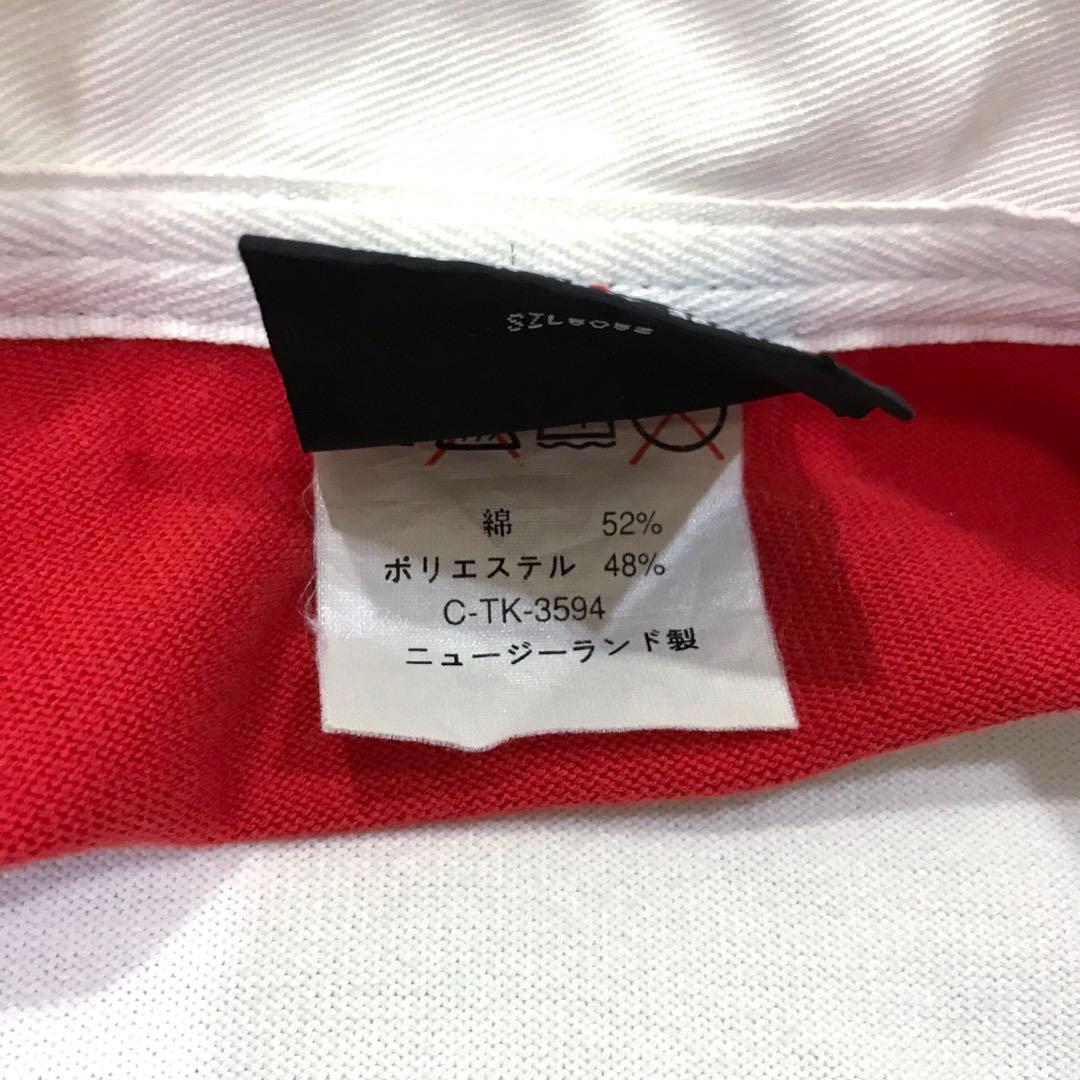 綿 52%
ポリエステル 48%
C-TK-3594
ニュージーランド製